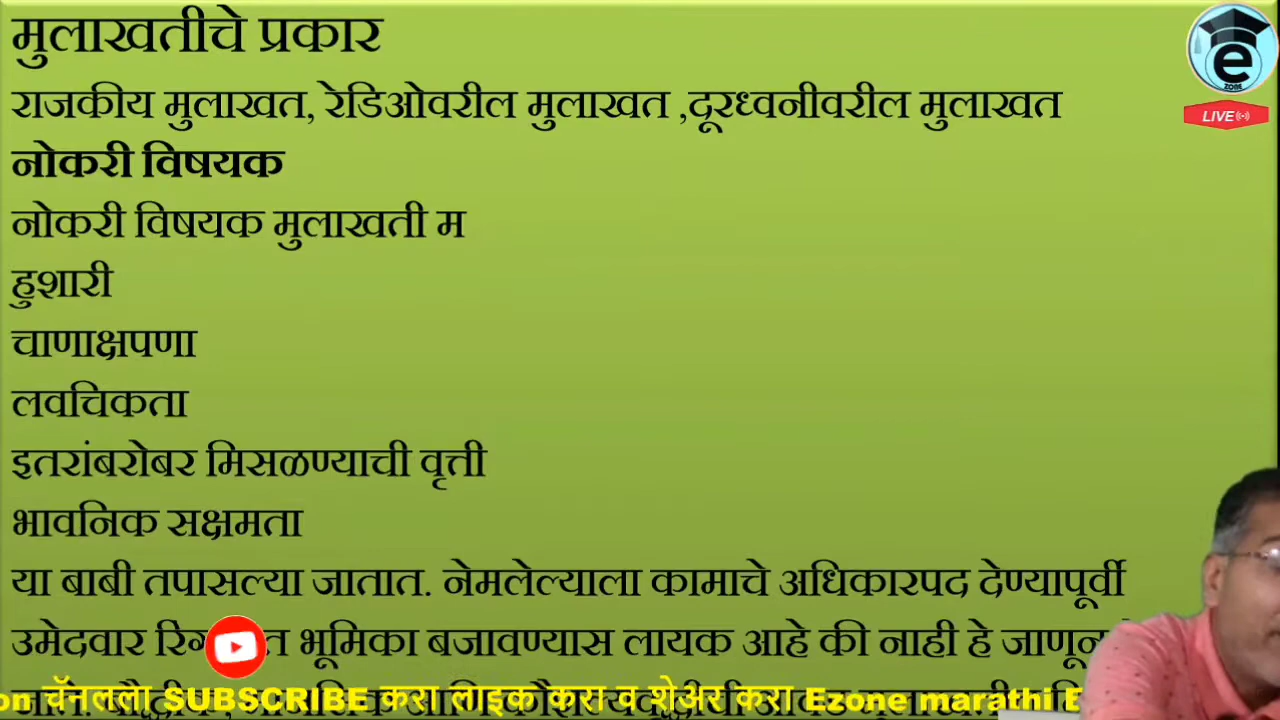 मुलाखतीचे प्रकार
राजकीय मुलाखत, रेडिओवरील मुलाखत ,दूरध्वनीवरील मुलाखत
नोकरी विषयक
नोकरी विषयक मुलाखती म
हुशारी
चाणाक्षपणा
लवचिकता
इतरांबरोबर मिसळण्याची वृत्ती
भावनिक सक्षमता
या बाबी तपासल्या जातात. नेमलेल्याला कामाचे अधिकारपद देण्यापूर्वी
उमेदवार भूमिका बजावण्यास लायक आहे की नाही हे
on चॅनलला SUBSCRIBE करा लाइक करा व शेअर करा Ezone marathi E
e
ZONE
LIVE